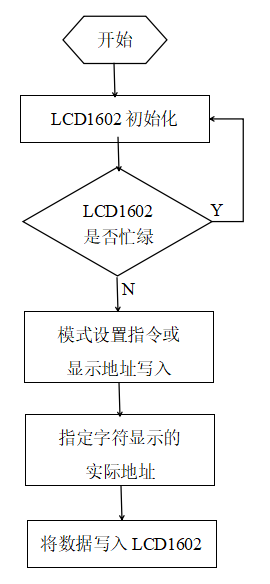 开始
LCD1602 初始化
LCD1602
是否忙绿
Y
N
模式设置指令或
显示地址写入
指定字符显示的
实际地址
将数据写入 LCD1602